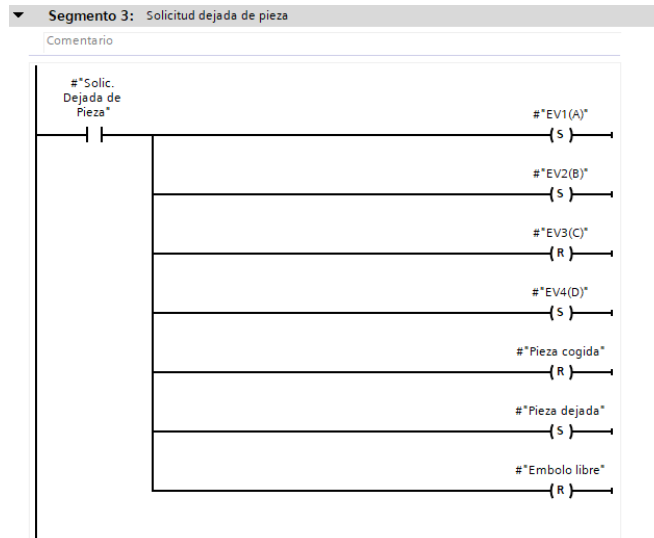 Segmento 3: Solicitud dejada de pieza
Comentario
#"Solic.
Dejada de
Pieza"
#"EV1(A)"
S
#"EV2(B)"
S
#"EV3(C)"
R
#"EV4(D)"
S
#"Pieza cogida"
R
#"Pieza dejada"
S
#"Embolo libre"
R